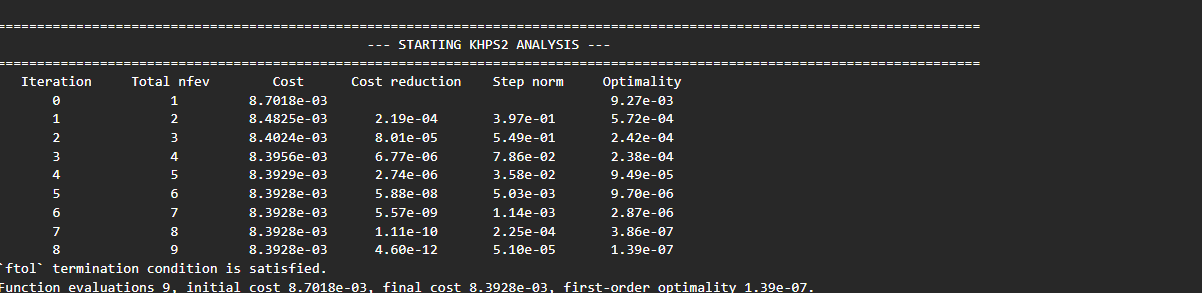 --- STARTING KHPS2 ANALYSIS ---
Iteration Total nfev Cost Cost reduction Step norm Optimality
0 1 8.7018e-03 9.27e-03
1 2 8.4825e-03 2.19e-04 3.97e-01 5.72e-04
2 3 8.4024e-03 8.01e-05 5.49e-01 2.42e-04
3 4 8.3956e-03 6.77e-06 7.86e-02 2.38e-04
4 5 8.3929e-03 2.74e-06 3.58e-02 9.49e-05
5 6 8.3928e-03 5.88e-08 5.03e-03 9.70e-06
6 7 8.3928e-03 5.57e-09 1.14e-03 2.87e-06
7 8 8.3928e-03 1.11e-10 2.25e-04 3.86e-07
8 9 8.3928e-03 4.60e-12 5.10e-05 1.39e-07
`ftol` termination condition is satisfied.
Function evaluations 9, initial cost 8.7018e-03, final cost 8.3928e-03, first-order optimality 1.39e-07.